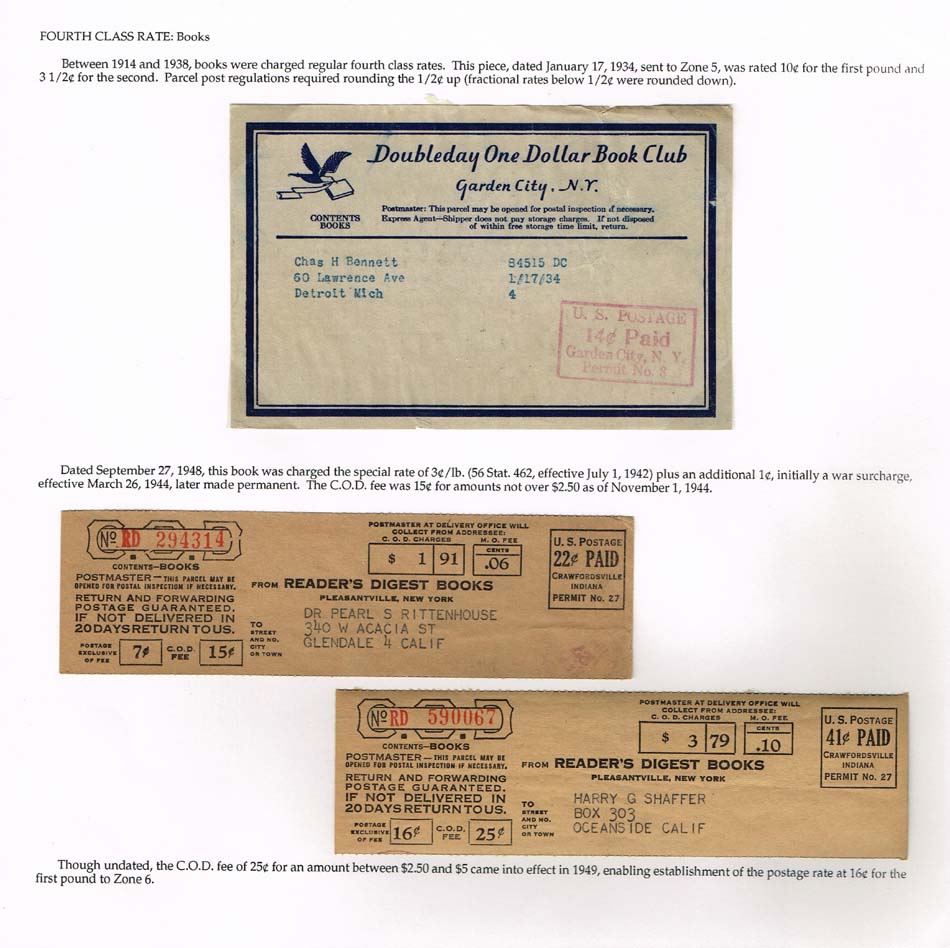 FOURTH CLASS RATE: Books
Between 1914 and 1938, books were charged regular fourth class rates. This piece, dated January 17, 1934, sent to Zone 5, was rated 10¢ for the first pound and
3 1/2¢ for the second. Parcel post regulations required rounding the 1/2¢ up (fractional rates below 1/2¢ were rounded down).
Doubleday One Dollar Book Club
Garden City, N.Y.
CONTENTS
BOOKS
Postmaster: This parcel may be opened for postal inspection if necessary.
Express Agent—Shipper does not pay storage charges. If not disposed
of within free storage time limit, return.
Chas H Bennett 84515 DC
60 Lawrence Ave 1/17/34
Detroit Mich 4
U. S. POSTAGE
14¢ Paid
Garden City, N. Y.
Permit No. 3
Dated September 27, 1948, this book was charged the special rate of 3¢/lb. (56 Stat. 462, effective July 1, 1942) plus an additional 1¢, initially a war surcharge,
effective March 26, 1944, later made permanent. The C.O.D. fee was 15¢ for amounts not over $2.50 as of November 1, 1944.
No RD 294314
CONTENTS—BOOKS
POSTMASTER—THIS PARCEL MAY BE
OPENED FOR POSTAL INSPECTION IF NECESSARY.
RETURN AND FORWARDING
POSTAGE GUARANTEED.
IF NOT DELIVERED IN
20 DAYS RETURN TO US.
POSTAGE
EXCLUSIVE
OF FEE
7¢
C.O.D.
FEE
15¢
POSTMASTER AT DELIVERY OFFICE WILL
COLLECT FROM ADDRESSEE:
C. O. D. CHARGES M. O. FEE
$ 1 91
CENTS
.06
FROM READER'S DIGEST BOOKS
PLEASANTVILLE, NEW YORK
TO
STREET
AND NO.
CITY
OR TOWN
DR PEARL S RITTENHOUSE
340 W ACACIA ST
GLENDALE 4 CALIF
U. S. POSTAGE
22¢ PAID
CRAWFORDSVILLE
INDIANA
PERMIT No. 27
No RD 590067
CONTENTS—BOOKS
POSTMASTER—THIS PARCEL MAY BE
OPENED FOR POSTAL INSPECTION IF NECESSARY.
RETURN AND FORWARDING
POSTAGE GUARANTEED.
IF NOT DELIVERED IN
20 DAYS RETURN TO US.
POSTAGE
EXCLUSIVE
OF FEE
16¢
C.O.D.
FEE
25¢
POSTMASTER AT DELIVERY OFFICE WILL
COLLECT FROM ADDRESSEE:
C. O. D. CHARGES M. O. FEE
$ 3 79
CENTS
.10
FROM READER'S DIGEST BOOKS
PLEASANTVILLE, NEW YORK
TO
STREET
AND NO.
CITY
OR TOWN
HARRY G SHAFFER
BOX 303
OCEANSIDE CALIF
U. S. POSTAGE
41¢ PAID
CRAWFORDSVILLE
INDIANA
PERMIT No. 27
Though undated, the C.O.D. fee of 25¢ for an amount between $2.50 and $5 came into effect in 1949, enabling establishment of the postage rate at 16¢ for the
first pound to Zone 6.